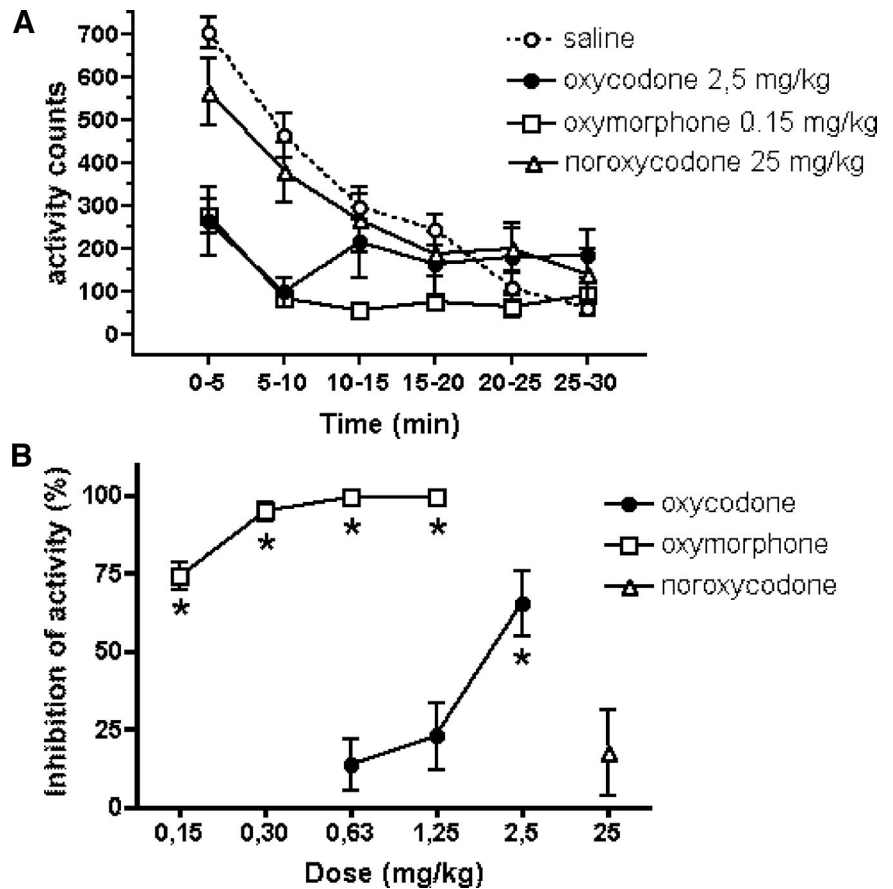 A
activity counts
700
600
500
400
300
200
100
0
0-5 5-10 10-15 15-20 20-25 25-30
Time (min)
saline
oxycodone 2,5 mg/kg
oxymorphone 0.15 mg/kg
noroxycodone 25 mg/kg
B
Inhibition of activity (%)
100
75
50
25
0
* * * * *
0,15 0,30 0,63 1,25 2,5 25
Dose (mg/kg)
oxycodone
oxymorphone
noroxycodone